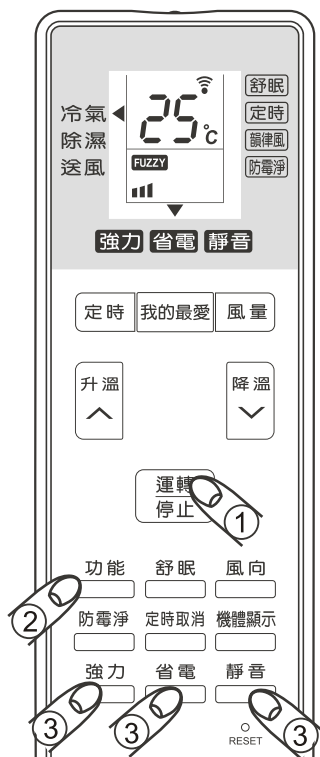 舒眠
冷氣 25℃ 定時
除濕 韻律風
送風 FUZZY 防霉淨
強力 省電 靜音
定時 我的最愛 風量
升溫 降溫
運轉
停止
①
功能 舒眠 風向
②
防霉淨 定時取消 機體顯示
強力 省電 靜音
③ ③ ③
RESET